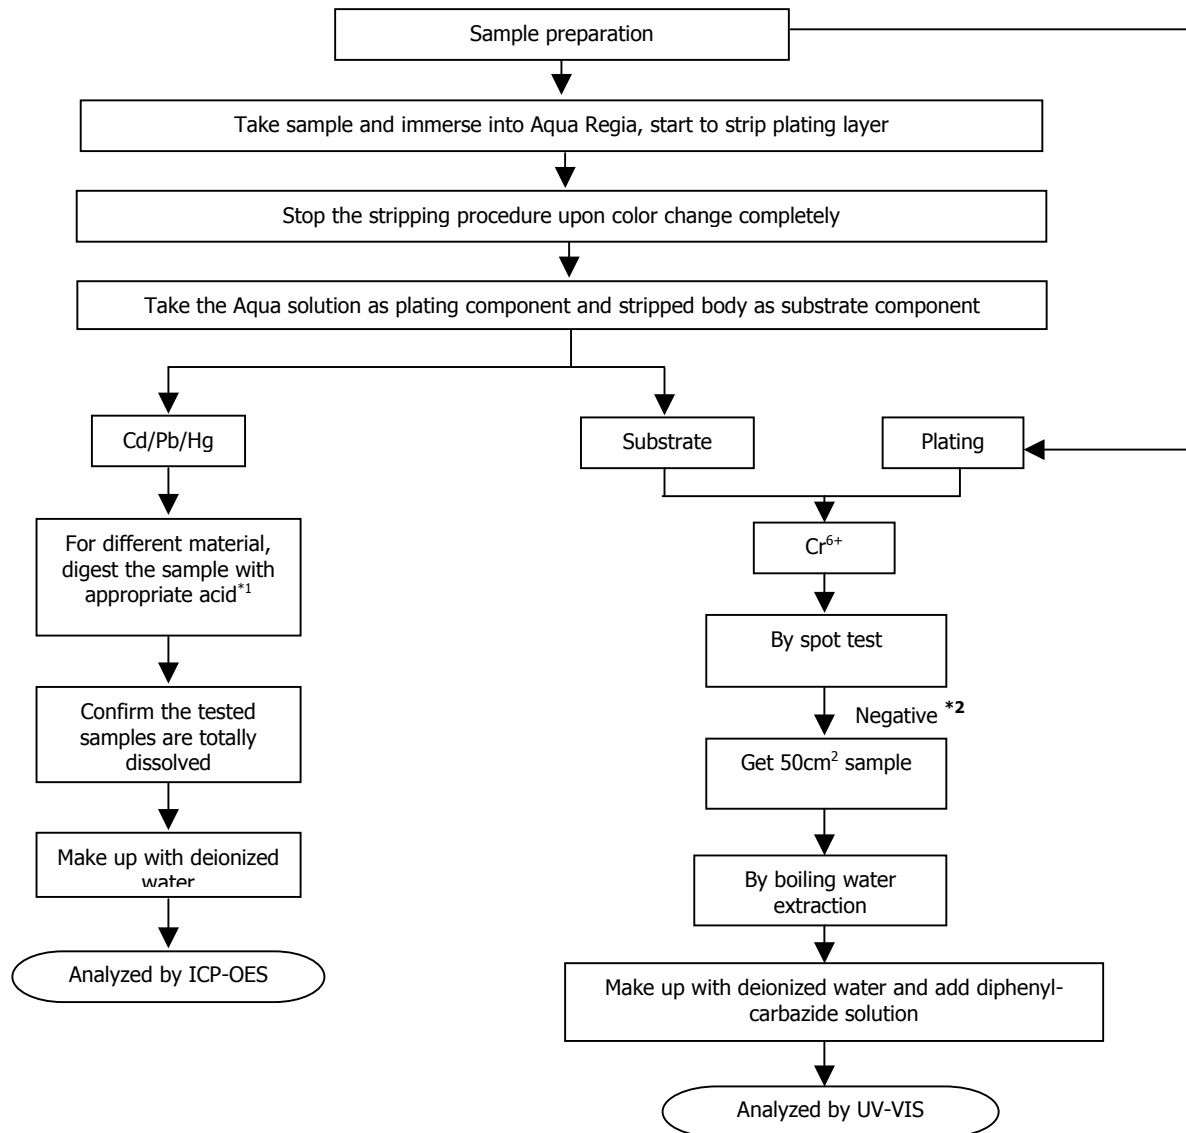 Sample preparation
Take sample and immerse into Aqua Regia, start to strip plating layer
Stop the stripping procedure upon color change completely
Take the Aqua solution as plating component and stripped body as substrate component
Cd/Pb/Hg
For different material,
digest the sample with
appropriate acid*1
Confirm the tested
samples are totally
dissolved
Make up with deionized
water
Analyzed by ICP-OES
Substrate
Plating
Cr6+
By spot test
Negative *2
Get 50cm2 sample
By boiling water
extraction
Make up with deionized water and add diphenyl-
carbazide solution
Analyzed by UV-VIS